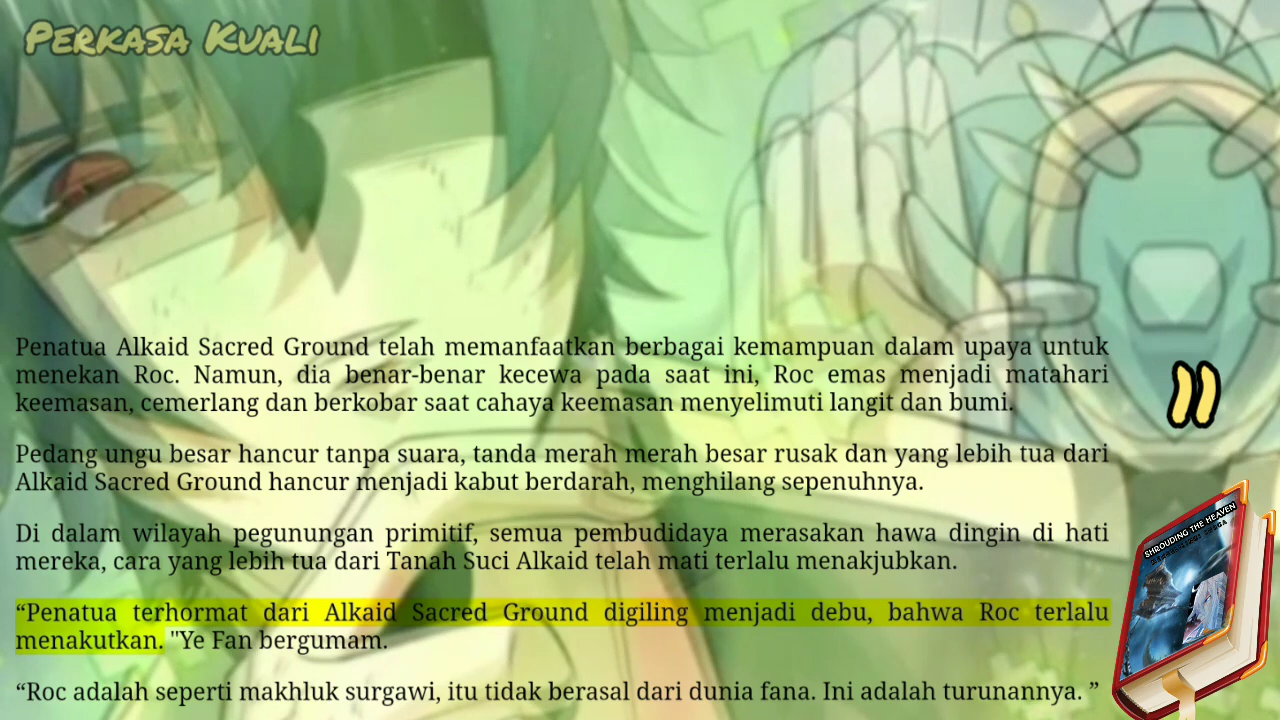 Perkasa Kuali
Penatua Alkaid Sacred Ground telah memanfaatkan berbagai kemampuan dalam upaya untuk
menekan Roc. Namun, dia benar-benar kecewa pada saat ini, Roc emas menjadi matahari
keemasan, cemerlang dan berkobar saat cahaya keemasan menyelimuti langit dan bumi.
Pedang ungu besar hancur tanpa suara, tanda merah merah besar rusak dan yang lebih tua dari
Alkaid Sacred Ground hancur menjadi kabut berdarah, menghilang sepenuhnya.
Di dalam wilayah pegunungan primitif, semua pembudidaya merasakan hawa dingin di hati
mereka, cara yang lebih tua dari Tanah Suci Alkaid telah mati terlalu menakjubkan.
“Penatua terhormat dari Alkaid Sacred Ground digiling menjadi debu, bahwa Roc terlalu
menakutkan. "Ye Fan bergumam.
“Roc adalah seperti makhluk surgawi, itu tidak berasal dari dunia fana. Ini adalah turunannya. ”
SHROUDING THE HEAVEN